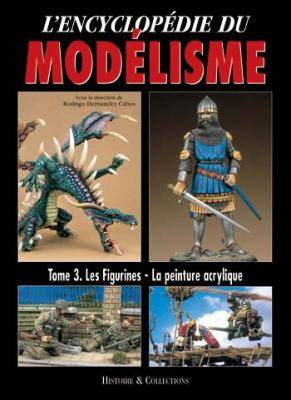 L'ENCYCLOPÉDIE DU
MODÉLISME
Sous la direction de
Rodrigo Hernandez Cabos
Tome 3. Les Figurines - La peinture acrylique
HISTOIRE & COLLECTIONS